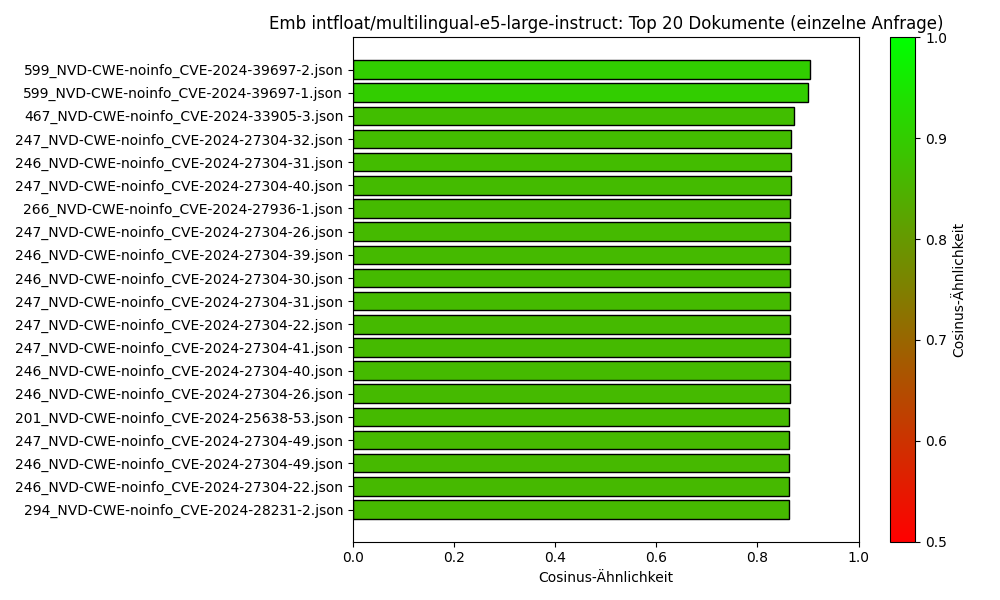 Emb intfloat/multilingual-e5-large-instruct: Top 20 Dokumente (einzelne Anfrage)
599_NVD-CWE-noinfo_CVE-2024-39697-2.json
599_NVD-CWE-noinfo_CVE-2024-39697-1.json
467_NVD-CWE-noinfo_CVE-2024-33905-3.json
247_NVD-CWE-noinfo_CVE-2024-27304-32.json
246_NVD-CWE-noinfo_CVE-2024-27304-31.json
247_NVD-CWE-noinfo_CVE-2024-27304-40.json
266_NVD-CWE-noinfo_CVE-2024-27936-1.json
247_NVD-CWE-noinfo_CVE-2024-27304-26.json
246_NVD-CWE-noinfo_CVE-2024-27304-39.json
246_NVD-CWE-noinfo_CVE-2024-27304-30.json
247_NVD-CWE-noinfo_CVE-2024-27304-31.json
247_NVD-CWE-noinfo_CVE-2024-27304-22.json
247_NVD-CWE-noinfo_CVE-2024-27304-41.json
246_NVD-CWE-noinfo_CVE-2024-27304-40.json
246_NVD-CWE-noinfo_CVE-2024-27304-26.json
201_NVD-CWE-noinfo_CVE-2024-25638-53.json
247_NVD-CWE-noinfo_CVE-2024-27304-49.json
246_NVD-CWE-noinfo_CVE-2024-27304-49.json
246_NVD-CWE-noinfo_CVE-2024-27304-22.json
294_NVD-CWE-noinfo_CVE-2024-28231-2.json
0.0 0.2 0.4 0.6 0.8 1.0
Cosinus-Ähnlichkeit
1.0
0.9
0.8
0.7
0.6
0.5
Cosinus-Ähnlichkeit